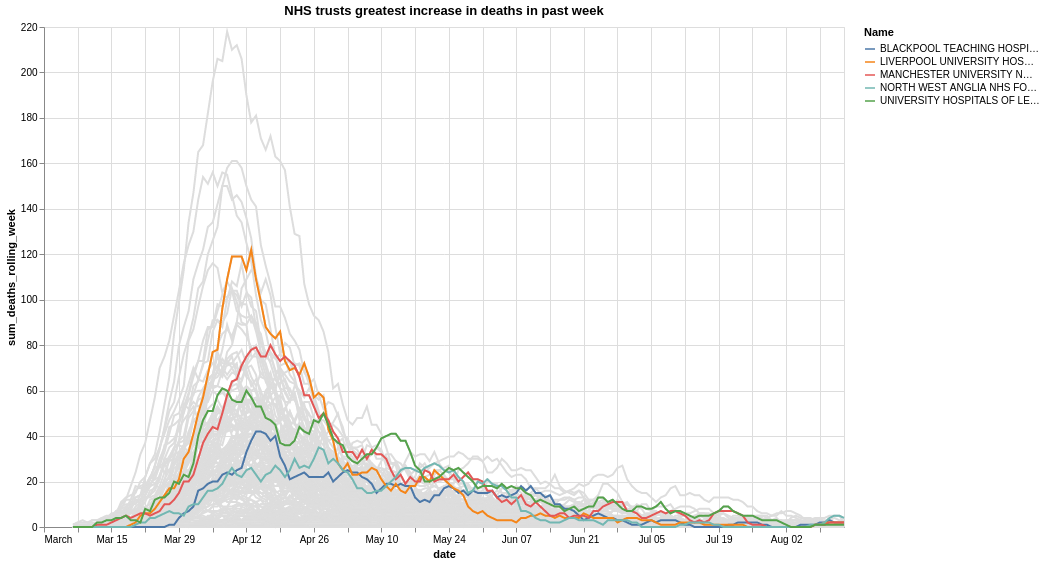 NHS trusts greatest increase in deaths in past week
220
200
180
160
140
120
100
80
60
40
20
0
sum_deaths_rolling_week
March
Mar 15
Mar 29
Apr 12
Apr 26
May 10
May 24
Jun 07
Jun 21
Jul 05
Jul 19
Aug 02
date
Name
BLACKPOOL TEACHING HOSPI…
LIVERPOOL UNIVERSITY HOS…
MANCHESTER UNIVERSITY N…
NORTH WEST ANGLIA NHS FO…
UNIVERSITY HOSPITALS OF LE…